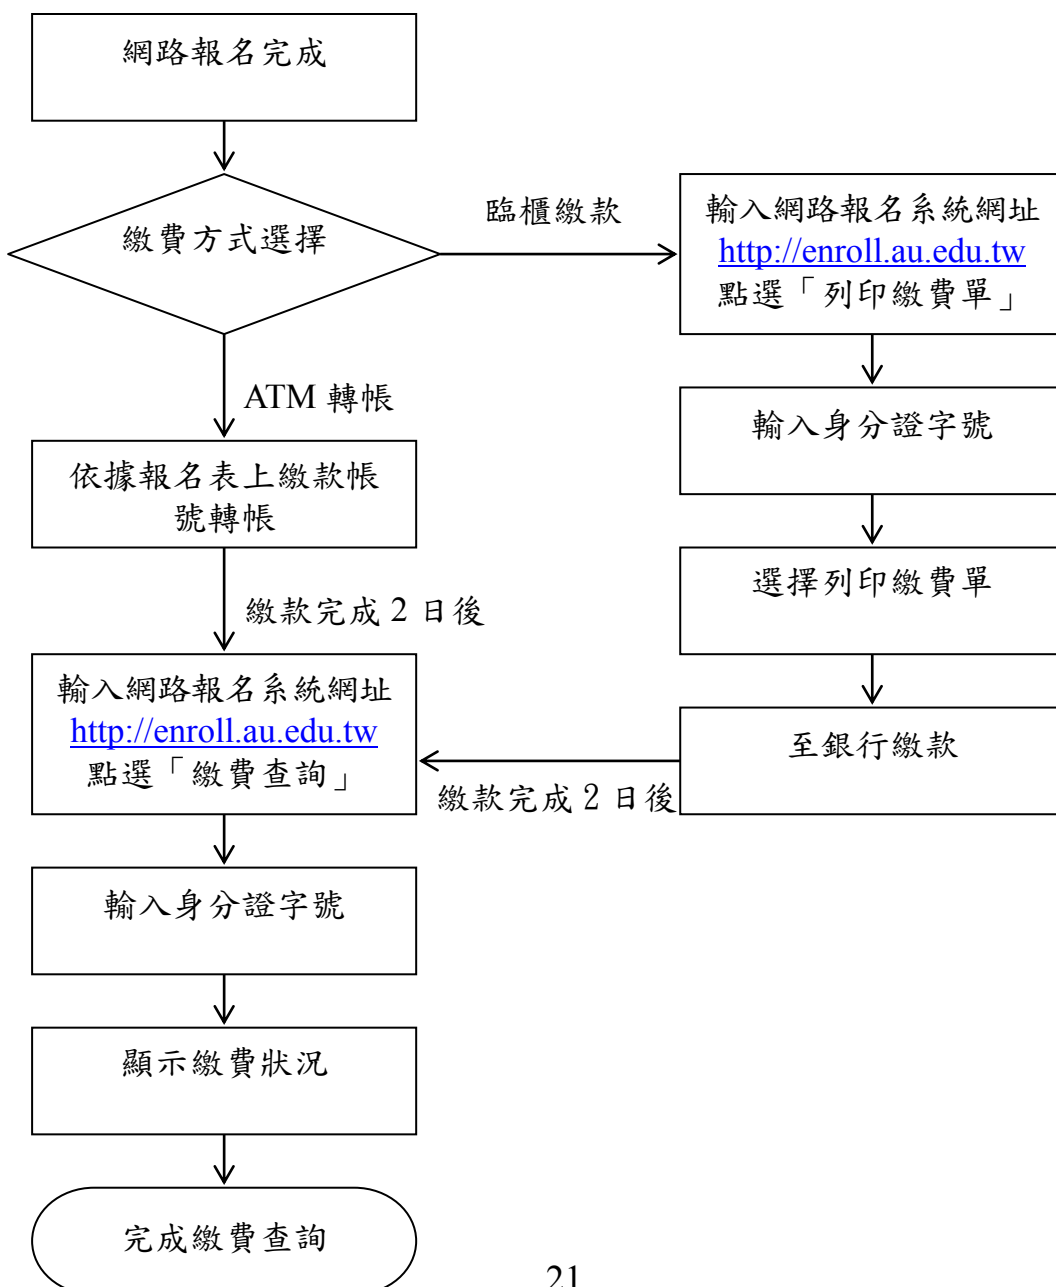 網路報名完成
繳費方式選擇
臨櫃繳款
輸入網路報名系統網址
http://enroll.au.edu.tw
點選「列印繳費單」
ATM 轉帳
輸入身分證字號
依據報名表上繳款帳
號轉帳
選擇列印繳費單
繳款完成 2 日後
輸入網路報名系統網址
http://enroll.au.edu.tw
點選「繳費查詢」
至銀行繳款
繳款完成 2 日後
輸入身分證字號
顯示繳費狀況
完成繳費查詢
21